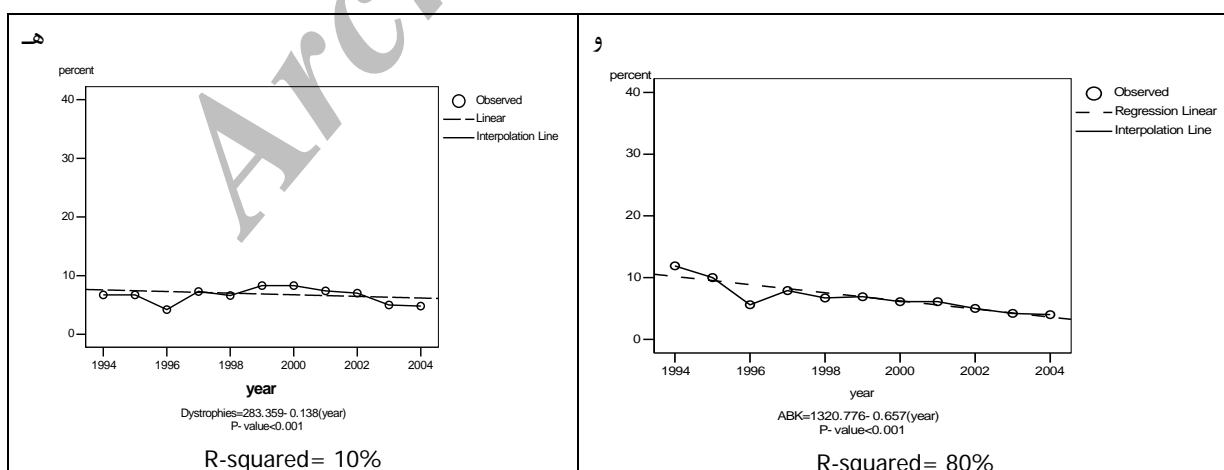 Arc
ها
percent
40
30
20
10
0
1994 1996 1998 2000 2002 2004
year
Observed
Linear
Interpolation Line
Dystrophies=283.359- 0.138(year)
P- value<0.001
R-squared= 10%
و
percent
40
30
20
10
0
1994 1996 1998 2000 2002 2004
year
Observed
Regression Linear
Interpolation Line
ABK=1320.776- 0.657(year)
P- value<0.001
R-squared= 80%